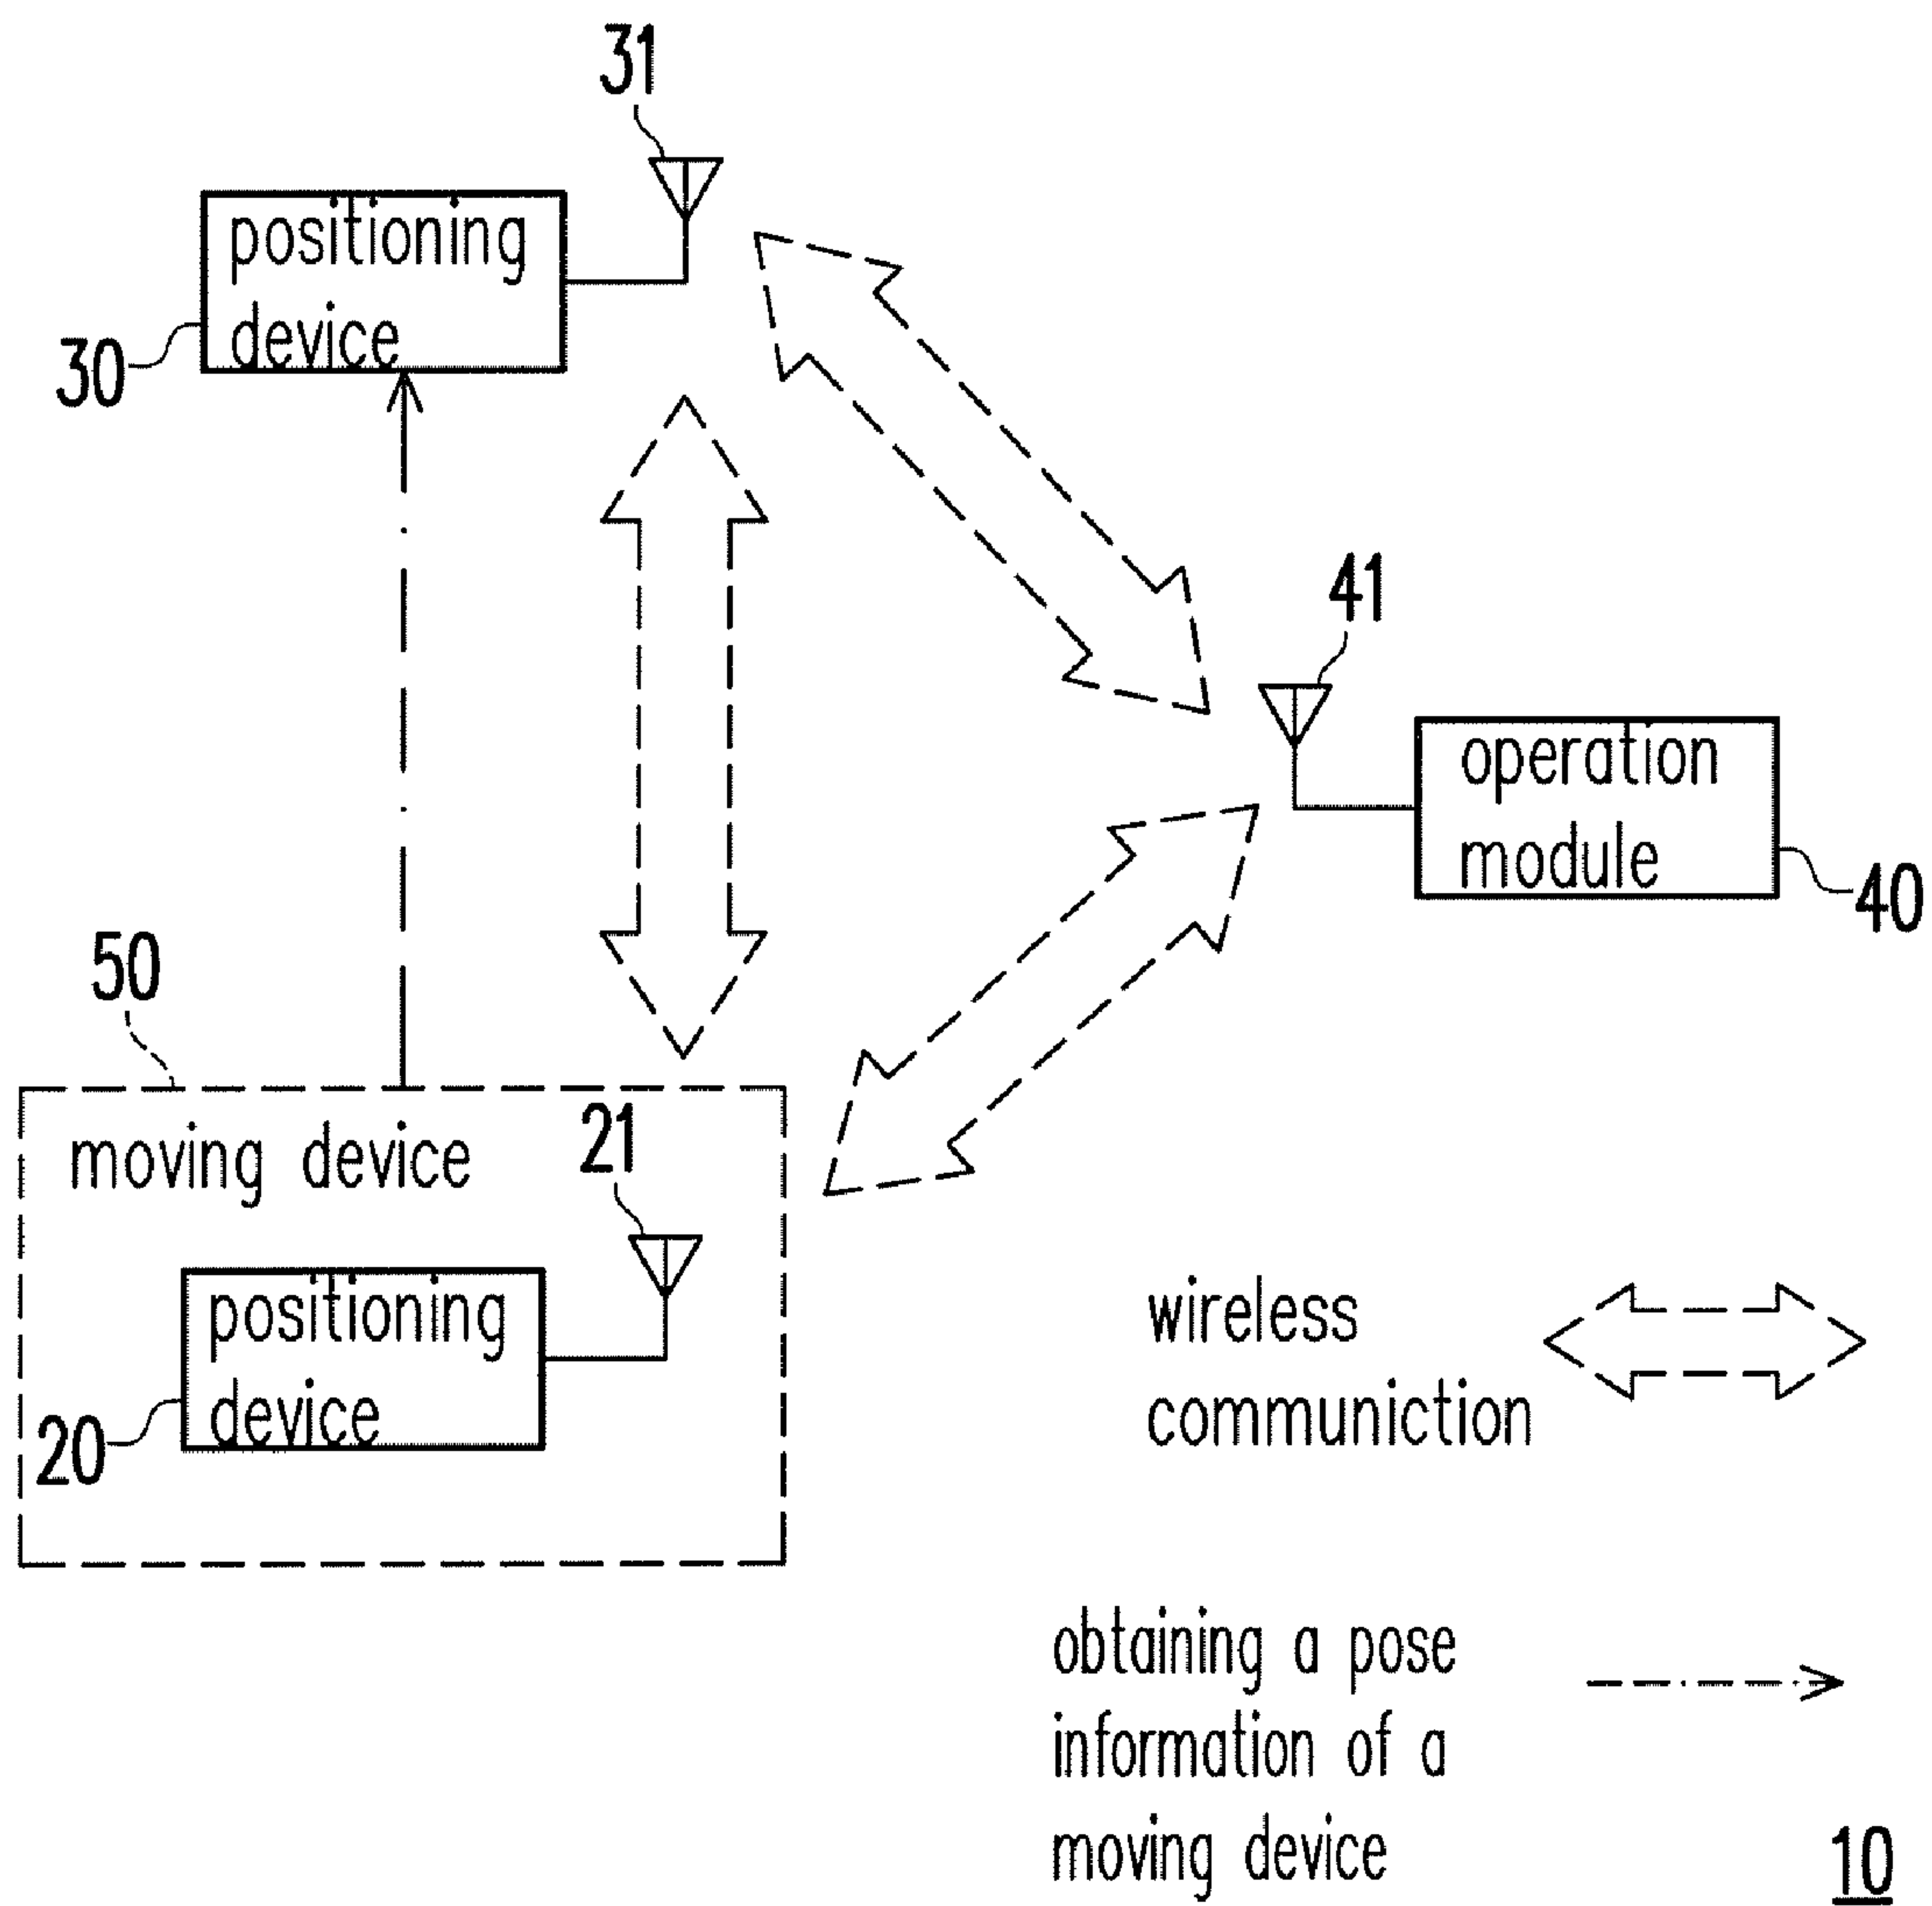 31
positioning
device
30
41
operation
module
40
50
moving device
21
positioning
device
20
wireless
communiction
obtaining a pose
information of a
moving device
10